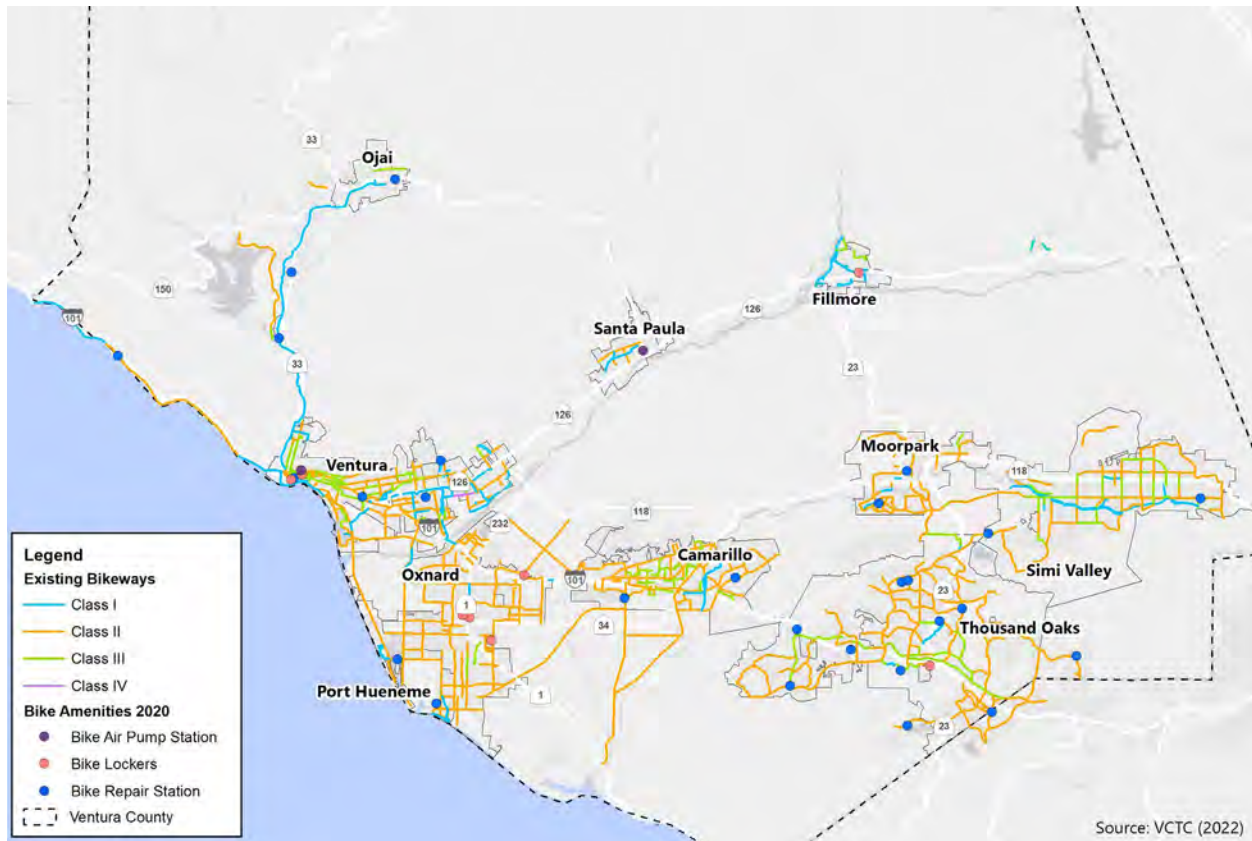 33
Ojai
150
101
Fillmore
126
Santa Paula
33
23
126
Moorpark
Ventura
118
126
118
101
232
Camarillo
Oxnard
101
Simi Valley
1
34
23
Thousand Oaks
Port Hueneme
1
23
Legend
Existing Bikeways
Class I
Class II
Class III
Class IV
Bike Amenities 2020
Bike Air Pump Station
Bike Lockers
Bike Repair Station
Ventura County
Source: VCTC (2022)